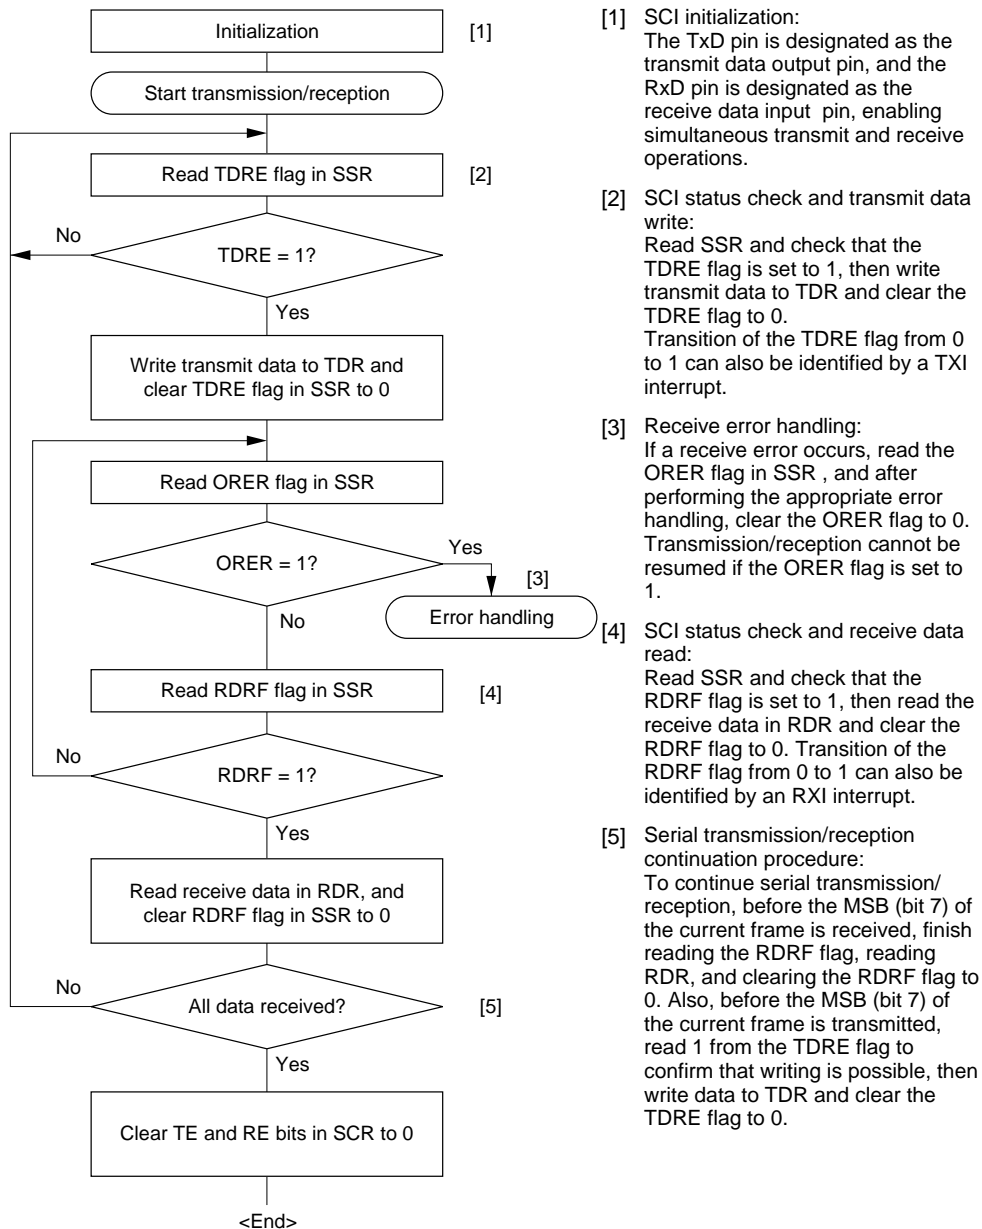 Initialization
[1]
Start transmission/reception
Read TDRE flag in SSR
[2]
No
TDRE = 1?
Yes
Write transmit data to TDR and
clear TDRE flag in SSR to 0
Read ORER flag in SSR
ORER = 1?
Yes
[3]
Error handling
No
Read RDRF flag in SSR
[4]
No
RDRF = 1?
Yes
Read receive data in RDR, and
clear RDRF flag in SSR to 0
No
All data received?
[5]
Yes
Clear TE and RE bits in SCR to 0
<End>
[1] SCI initialization:
The TxD pin is designated as the
transmit data output pin, and the
RxD pin is designated as the
receive data input pin, enabling
simultaneous transmit and receive
operations.
[2] SCI status check and transmit data
write:
Read SSR and check that the
TDRE flag is set to 1, then write
transmit data to TDR and clear the
TDRE flag to 0.
Transition of the TDRE flag from 0
to 1 can also be identified by a TXI
interrupt.
[3] Receive error handling:
If a receive error occurs, read the
ORER flag in SSR , and after
performing the appropriate error
handling, clear the ORER flag to 0.
Transmission/reception cannot be
resumed if the ORER flag is set to
1.
[4] SCI status check and receive data
read:
Read SSR and check that the
RDRF flag is set to 1, then read the
receive data in RDR and clear the
RDRF flag to 0. Transition of the
RDRF flag from 0 to 1 can also be
identified by an RXI interrupt.
[5] Serial transmission/reception
continuation procedure:
To continue serial transmission/
reception, before the MSB (bit 7) of
the current frame is received, finish
reading the RDRF flag, reading
RDR, and clearing the RDRF flag to
0. Also, before the MSB (bit 7) of
the current frame is transmitted,
read 1 from the TDRE flag to
confirm that writing is possible, then
write data to TDR and clear the
TDRE flag to 0.